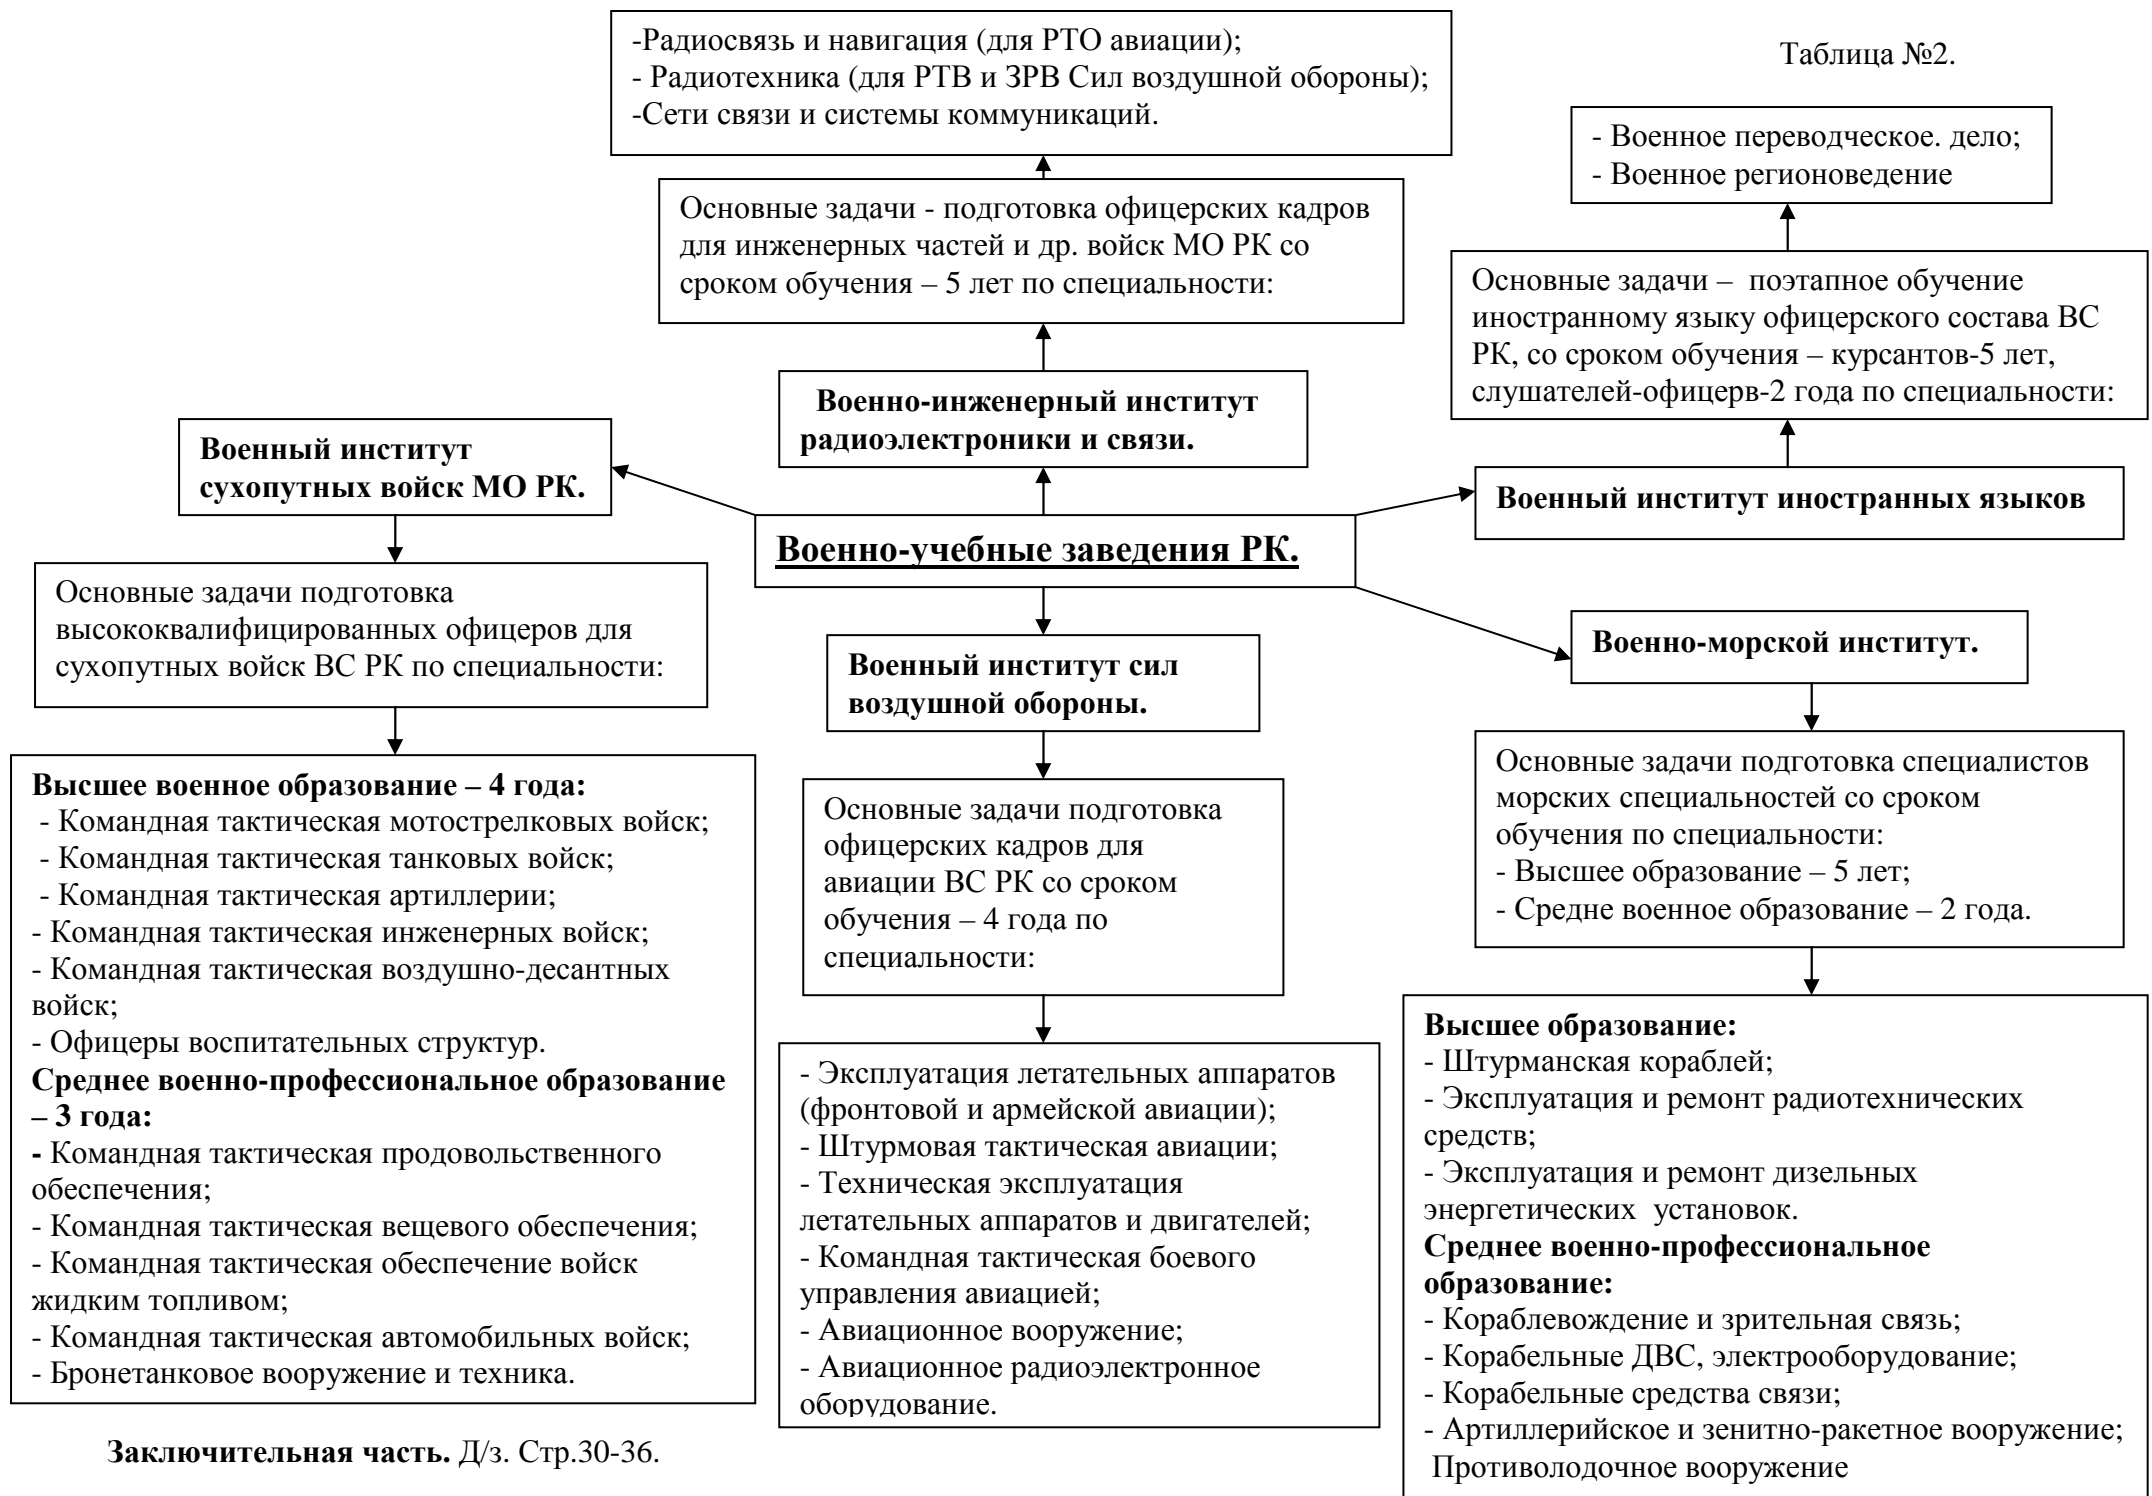 -Радиосвязь и навигация (для РТО авиации);
- Радиотехника (для РТВ и ЗРВ Сил воздушной обороны);
-Сети связи и системы коммуникаций.
Таблица №2.
- Военное переводческое. дело;
- Военное регионоведение
Основные задачи - подготовка офицерских кадров
для инженерных частей и др. войск МО РК со
сроком обучения – 5 лет по специальности:
Основные задачи –  поэтапное обучение
иностранному языку офицерского состава ВС
РК, со сроком обучения – курсантов-5 лет,
слушателей-офицерв-2 года по специальности:
Военно-инженерный институт
радиоэлектроники и связи.
Военный институт
сухопутных войск МО РК.
Военный институт иностранных языков
Военно-учебные заведения РК.
Основные задачи подготовка
высококвалифицированных офицеров для
сухопутных войск ВС РК по специальности:
Военный институт сил
воздушной обороны.
Военно-морской институт.
Высшее военное образование – 4 года:
- Командная тактическая мотострелковых войск;
- Командная тактическая танковых войск;
- Командная тактическая артиллерии;
- Командная тактическая инженерных войск;
- Командная тактическая воздушно-десантных
войск;
- Офицеры воспитательных структур.
Среднее военно-профессиональное образование
– 3 года:
- Командная тактическая продовольственного
обеспечения;
- Командная тактическая вещевого обеспечения;
- Командная тактическая обеспечение войск
жидким топливом;
- Командная тактическая автомобильных войск;
- Бронетанковое вооружение и техника.
Основные задачи подготовка
офицерских кадров для
авиации ВС РК со сроком
обучения – 4 года по
специальности:
- Эксплуатация летательных аппаратов
(фронтовой и армейской авиации);
- Штурмовая тактическая авиации;
- Техническая эксплуатация
летательных аппаратов и двигателей;
- Командная тактическая боевого
управления авиацией;
- Авиационное вооружение;
- Авиационное радиоэлектронное
оборудование.
Основные задачи подготовка специалистов
морских специальностей со сроком
обучения по специальности:
- Высшее образование – 5 лет;
- Средне военное образование – 2 года.
Высшее образование:
- Штурманская кораблей;
- Эксплуатация и ремонт радиотехнических
средств;
- Эксплуатация и ремонт дизельных
энергетических  установок.
Среднее военно-профессиональное
образование:
- Кораблевождение и зрительная связь;
- Корабельные ДВС, электрооборудование;
- Корабельные средства связи;
- Артиллерийское и зенитно-ракетное вооружение;
Противолодочное вооружение
Заключительная часть. Д/з. Стр.30-36.